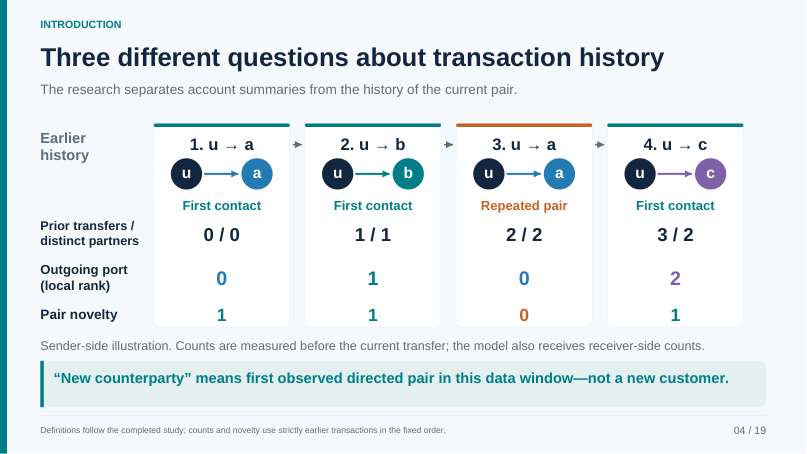 INTRODUCTION
Three different questions about transaction history
The research separates account summaries from the history of the current pair.
Earlier
history
1. u → a
2. u → b
3. u → a
4. u → c
u a
u b
u a
u c
First contact
First contact
Repeated pair
First contact
Prior transfers /
distinct partners
0 / 0
1 / 1
2 / 2
3 / 2
Outgoing port
(local rank)
0
1
0
2
Pair novelty
1
1
0
1
Sender-side illustration. Counts are measured before the current transfer; the model also receives receiver-side counts.
“New counterparty” means first observed directed pair in this data window—not a new customer.
Definitions follow the completed study; counts and novelty use strictly earlier transactions in the fixed order.
04 / 19